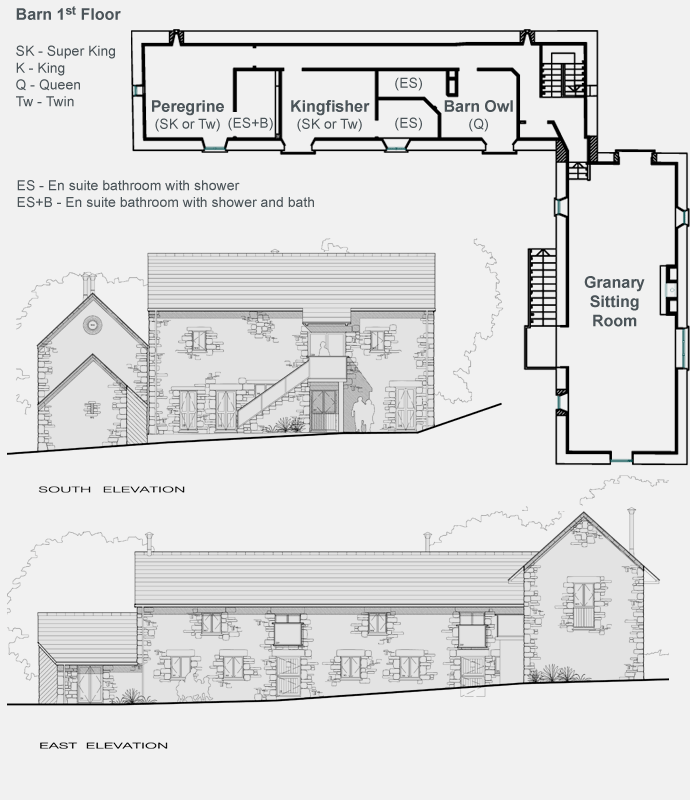 Barn 1st Floor
SK - Super King
K - King
Q - Queen
Tw - Twin
Peregrine
(SK or Tw)
(ES+B)
Kingfisher
(SK or Tw)
(ES)
(ES)
Barn Owl
(Q)
ES - En suite bathroom with shower
ES+B - En suite bathroom with shower and bath
Granary
Sitting
Room
SOUTH ELEVATION
EAST ELEVATION